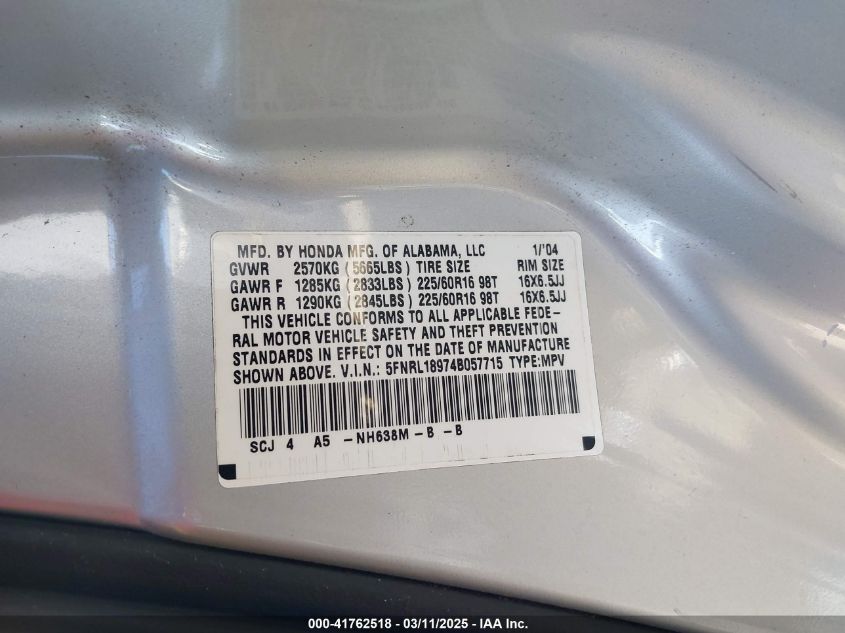 MFD. BY HONDA MFG. OF ALABAMA, LLC 1/'04
GVWR 2570KG (5665LBS) TIRE SIZE RIM SIZE
GAWR F 1285KG (2833LBS) 225/60R16 98T 16X6.5JJ
GAWR R 1290KG (2845LBS) 225/60R16 98T 16X6.5JJ
THIS VEHICLE CONFORMS TO ALL APPLICABLE FEDE-
RAL MOTOR VEHICLE SAFETY AND THEFT PREVENTION
STANDARDS IN EFFECT ON THE DATE OF MANUFACTURE
SHOWN ABOVE. V.I.N.: 5FNRL18974B057715 TYPE:MPV
SCJ 4 A5 -NH638M -B -B
000-41762518 - 03/11/2025 - IAA Inc.